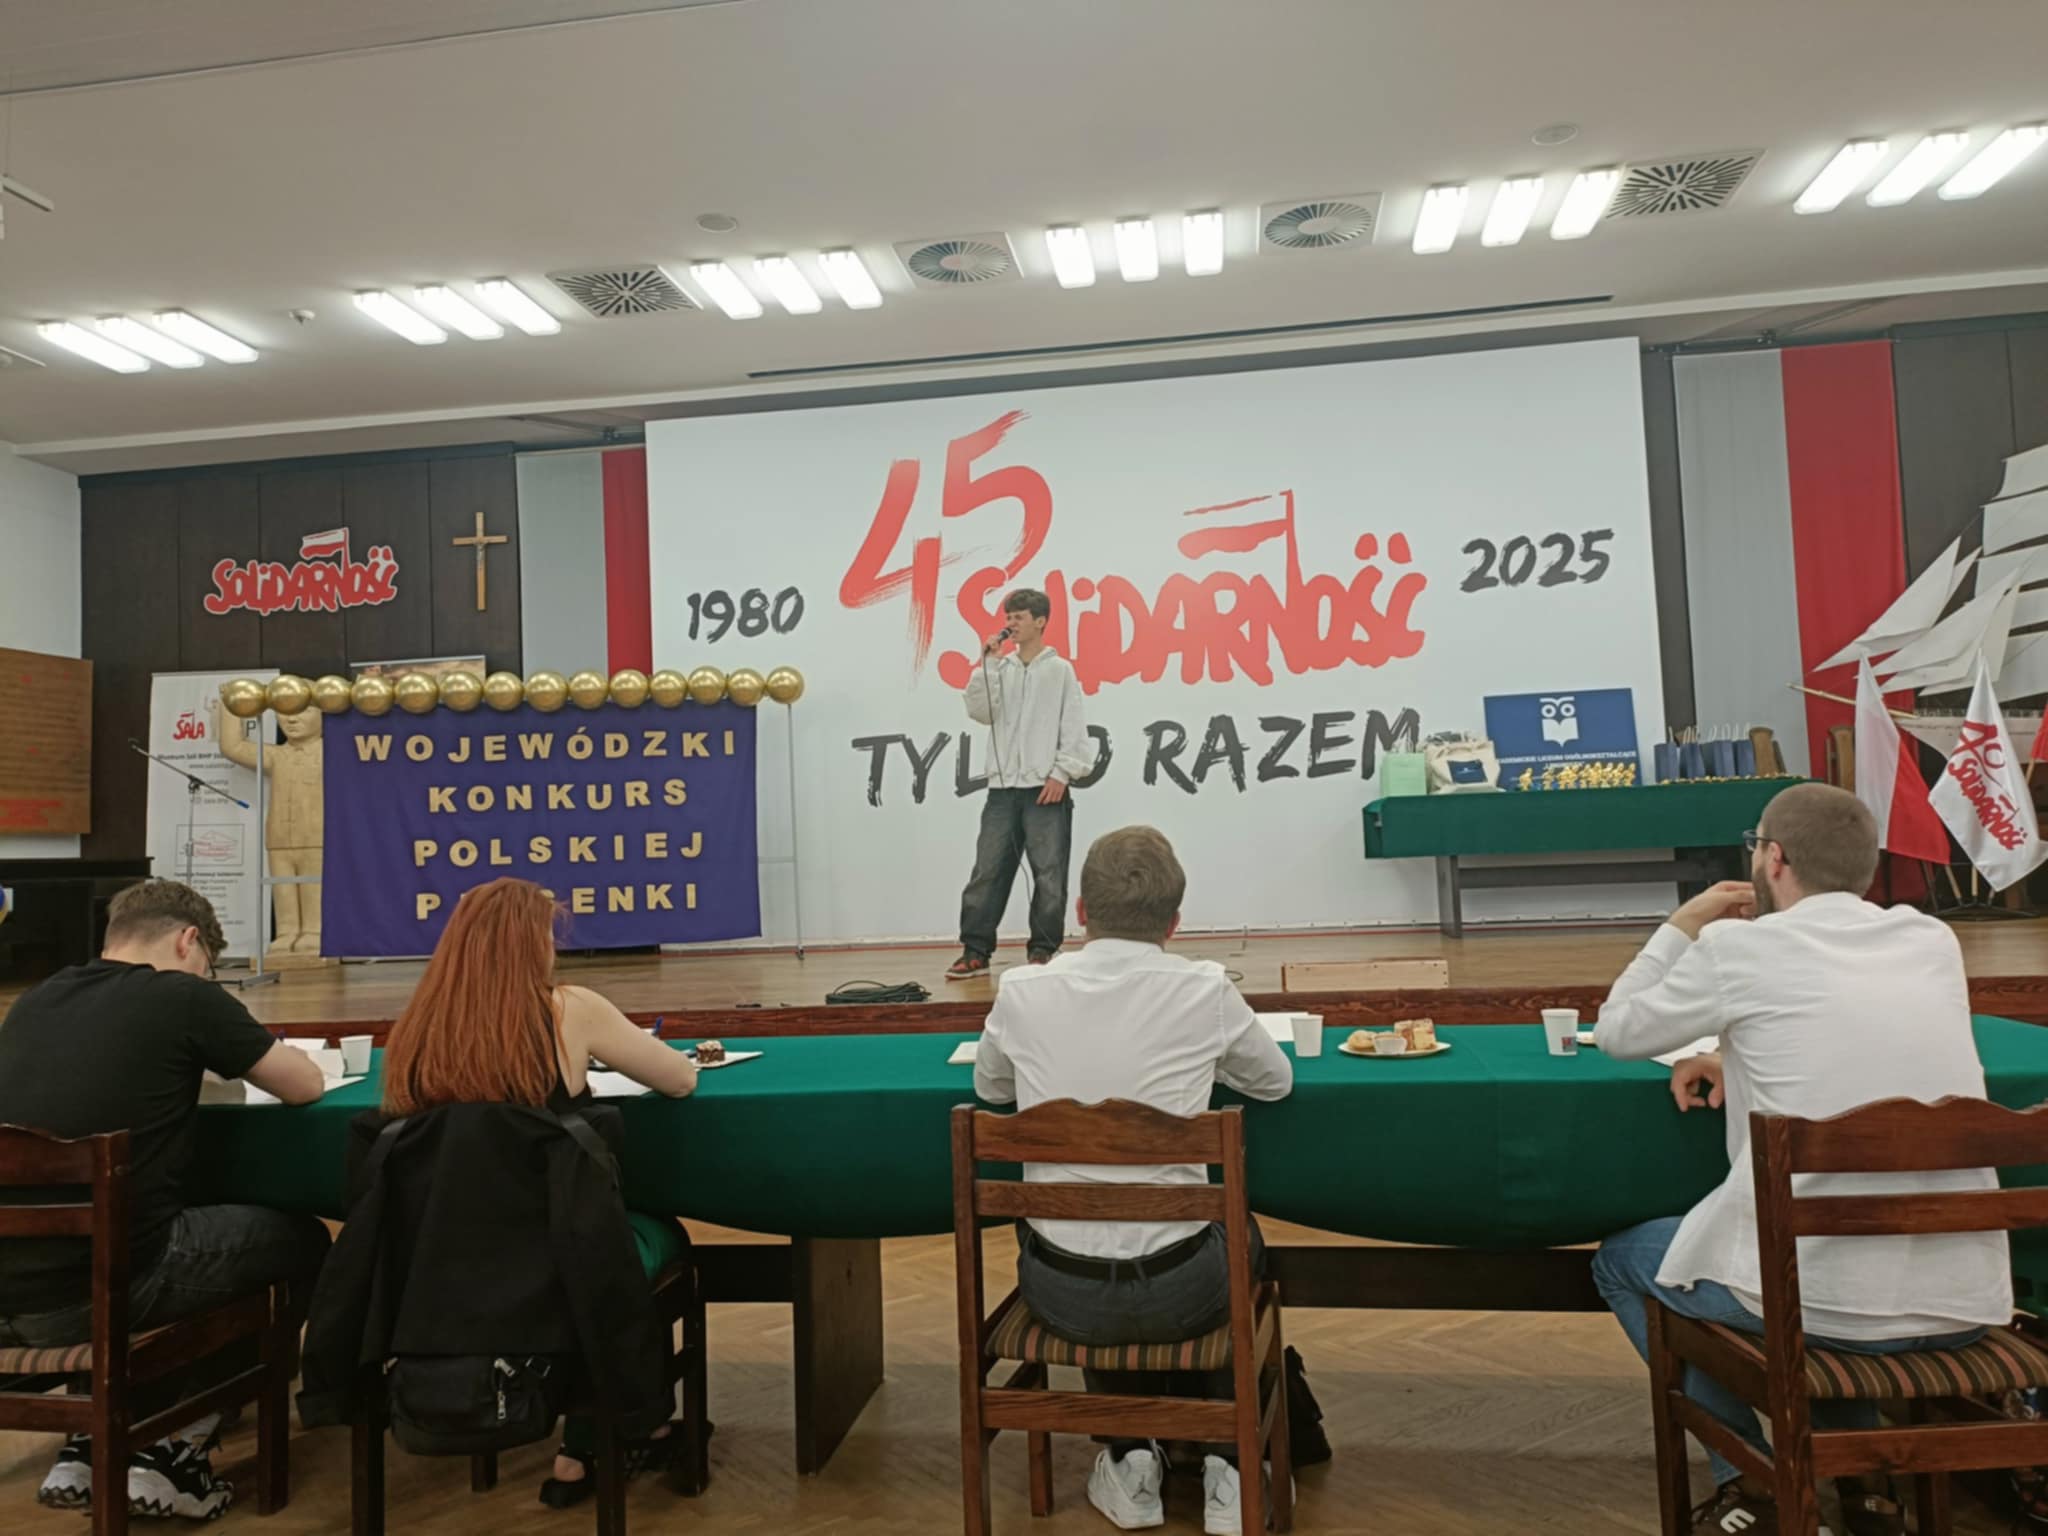 45
SOLiDARNOŚĆ
1980
2025
TYLKO RAZEM
SOLiDARNOŚĆ
WOJEWÓDZKI
KONKURS
POLSKIEJ
PIOSENKI
SALA
SOLiDARNOŚĆ